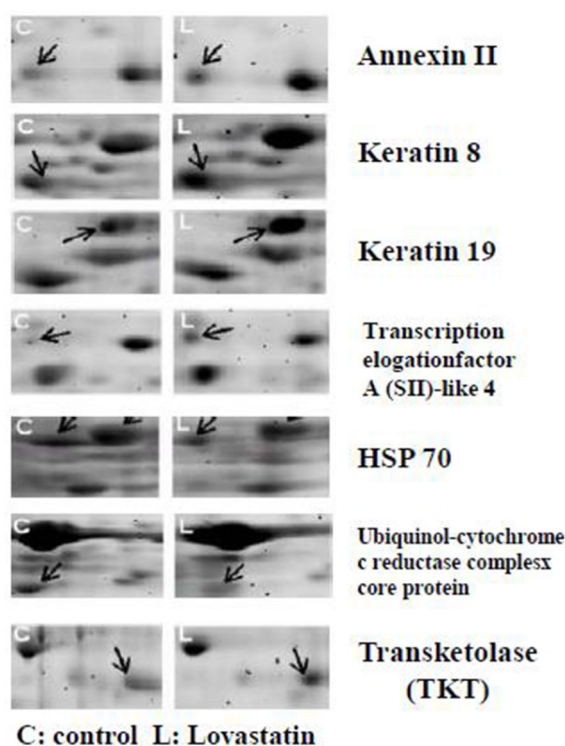 C L Annexin II
C L Keratin 8
C L Keratin 19
C L Transcription
elogationfactor
A (SII)-like 4
C L HSP 70
C L Ubiquinol-cytochrome
c reductase complesx
core protein
C L Transketolase
(TKT)
C: control L: Lovastatin